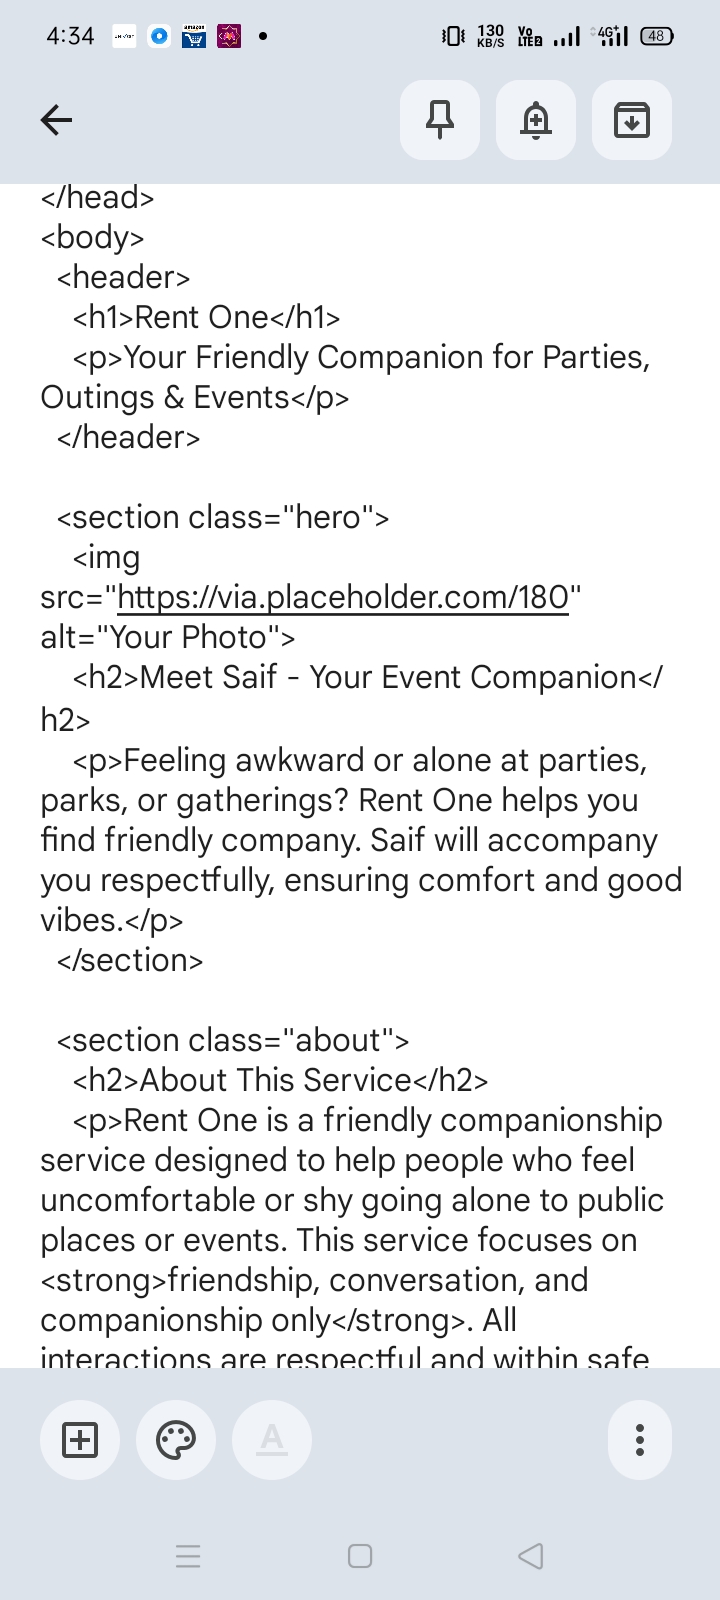 4:34
130
KB/S
Vo
LTE2
4G+
48
</head>
<body>
<header>
<h1>Rent One</h1>
<p>Your Friendly Companion for Parties,
Outings & Events</p>
</header>
<section class="hero">
<img
src="https://via.placeholder.com/180"
alt="Your Photo">
<h2>Meet Saif - Your Event Companion</
h2>
<p>Feeling awkward or alone at parties,
parks, or gatherings? Rent One helps you
find friendly company. Saif will accompany
you respectfully, ensuring comfort and good
vibes.</p>
</section>
<section class="about">
<h2>About This Service</h2>
<p>Rent One is a friendly companionship
service designed to help people who feel
uncomfortable or shy going alone to public
places or events. This service focuses on
<strong>friendship, conversation, and
companionship only</strong>. All
interactions are respectful and within safe
A